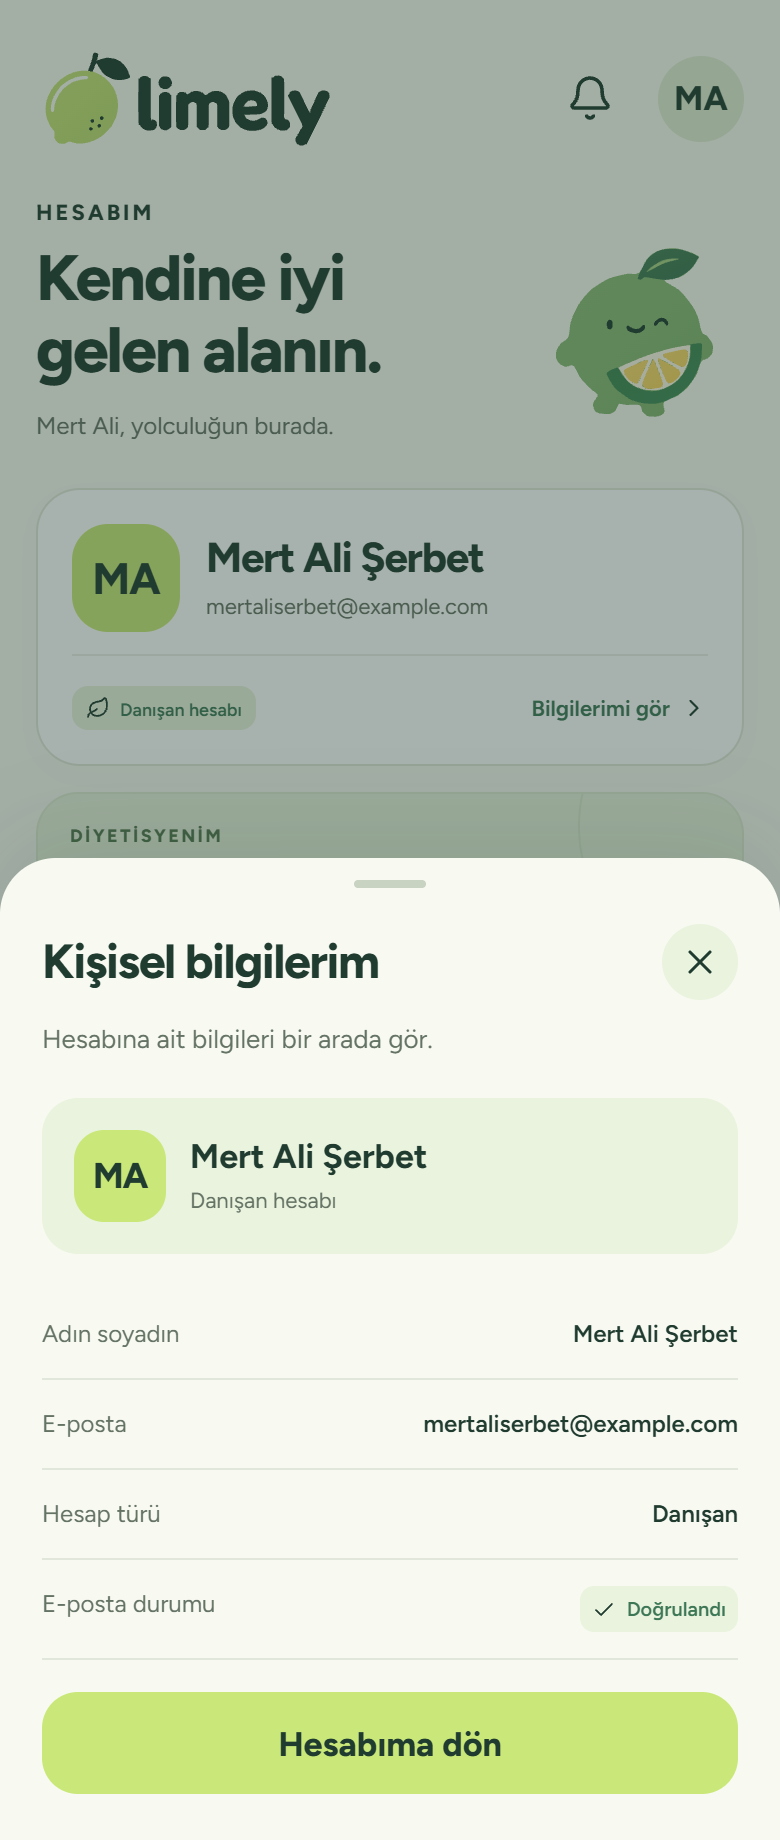 limely
MA
HESABIM
Kendine iyi
gelen alanın.
Mert Ali, yolculuğun burada.
MA
Mert Ali Şerbet
mertaliserbet@example.com
Danışan hesabı
Bilgilerimi gör
DİYETİSYENİM
Kişisel bilgilerim
Hesabına ait bilgileri bir arada gör.
MA
Mert Ali Şerbet
Danışan hesabı
Adın soyadın
Mert Ali Şerbet
E-posta
mertaliserbet@example.com
Hesap türü
Danışan
E-posta durumu
Doğrulandı
Hesabıma dön